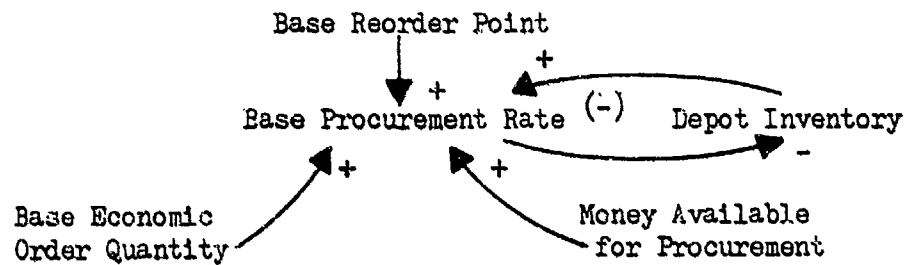 Base Reorder Point
+
+
Base Procurement Rate (-) Depot Inventory
-
+ +
Base Economic
Order Quantity
Money Available
for Procurement